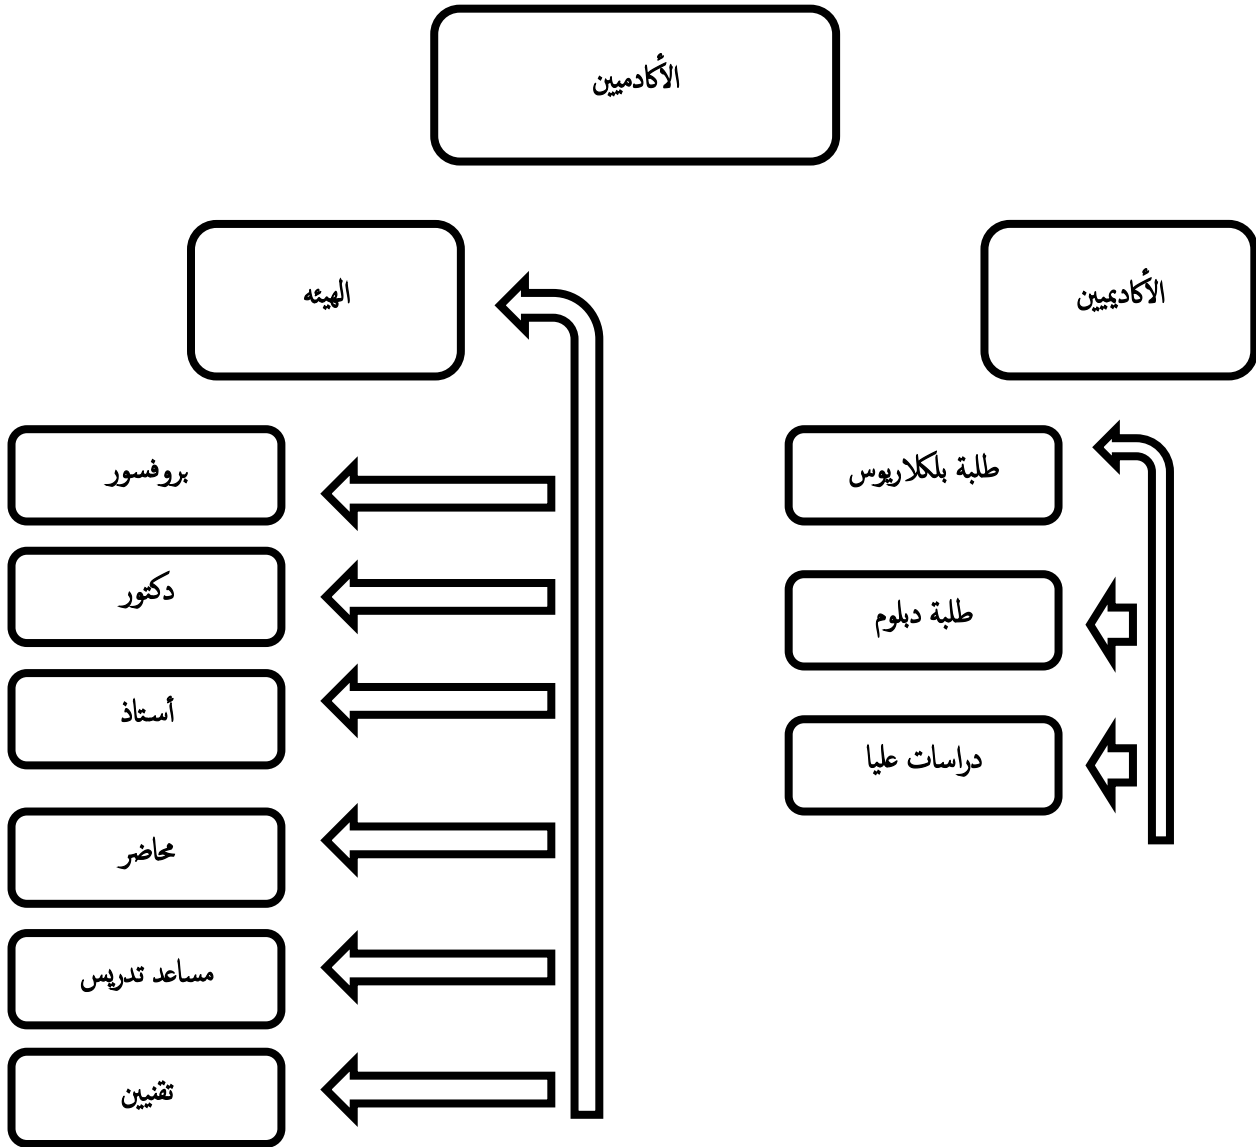 الأكادميين
الأكاديميين
طلبة بلكلاريوس
طلبة دبلوم
دراسات عليا
الهيئه
بروفسور
دكتور
أستاذ
محاضر
مساعد تدريس
تقنيين